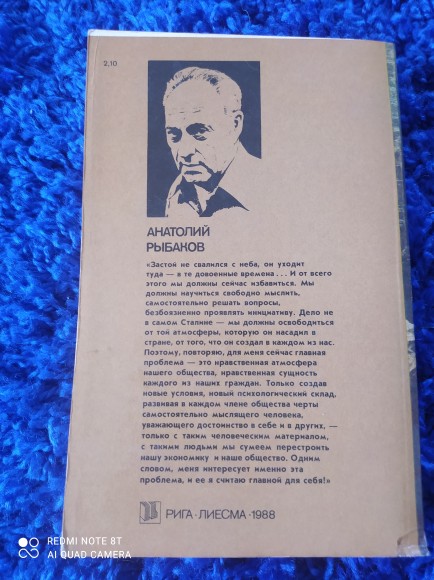 2,10
АНАТОЛИЙ
РЫБАКОВ
«Застой не свалился с неба, он уходит
туда — в те довоенные времена... И от всего
этого мы должны сейчас избавиться. Мы
должны научиться свободно мыслить,
самостоятельно решать вопросы,
безбоязненно проявлять инициативу. Дело не
в самом Сталине — мы должны освободиться
от той атмосферы, которую он насадил в
стране, от того, что он создал в каждом из нас.
Поэтому, повторяю, для меня сейчас главная
проблема — это нравственная атмосфера
нашего общества, нравственная сущность
каждого из наших граждан. Только создав
новые условия, новый психологический склад,
развивая в каждом члене общества черты
самостоятельно мыслящего человека,
уважающего достоинство в себе и в других, —
только с таким человеческим материалом,
с такими людьми мы сумеем перестроить
нашу экономику и наше общество. Одним
словом, меня интересует именно эта
проблема, и ее я считаю главной для себя!»
РИГА · ЛИЕСМА · 1988
REDMI NOTE 8T
AI QUAD CAMERA